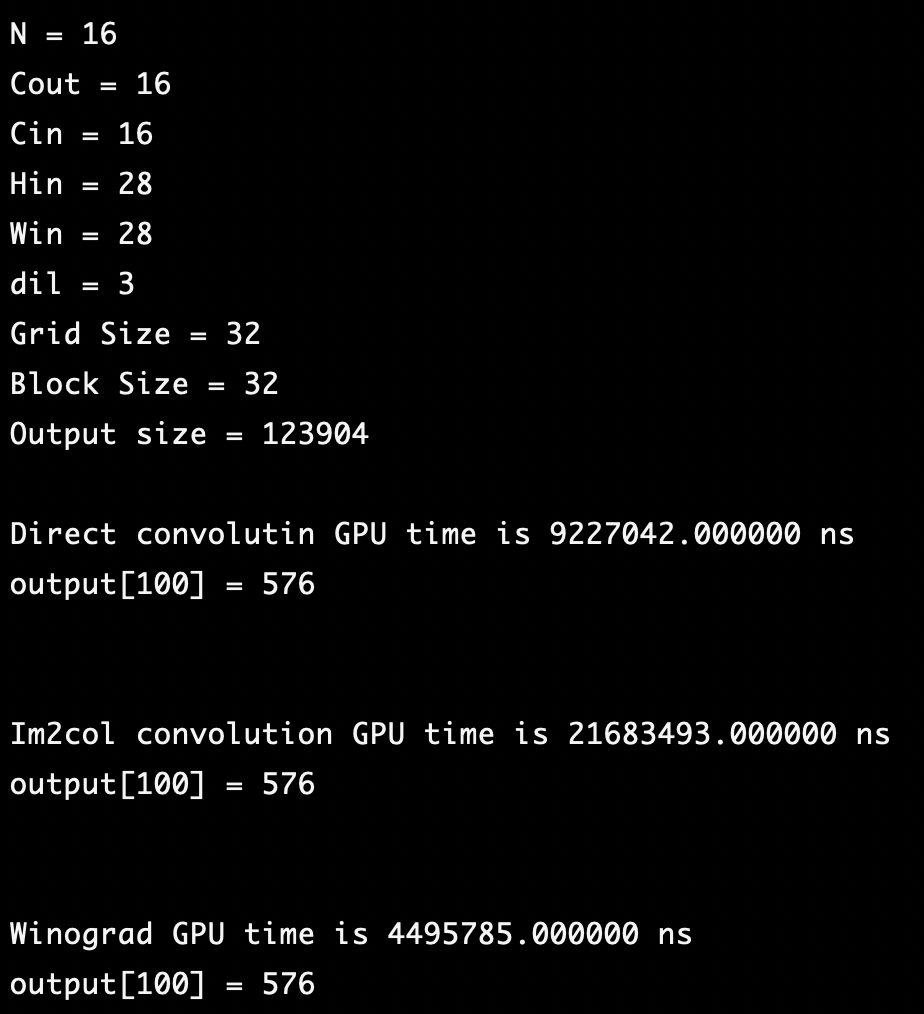 N = 16
Cout = 16
Cin = 16
Hin = 28
Win = 28
dil = 3
Grid Size = 32
Block Size = 32
Output size = 123904
Direct convolutin GPU time is 9227042.000000 ns
output[100] = 576
Im2col convolution GPU time is 21683493.000000 ns
output[100] = 576
Winograd GPU time is 4495785.000000 ns
output[100] = 576